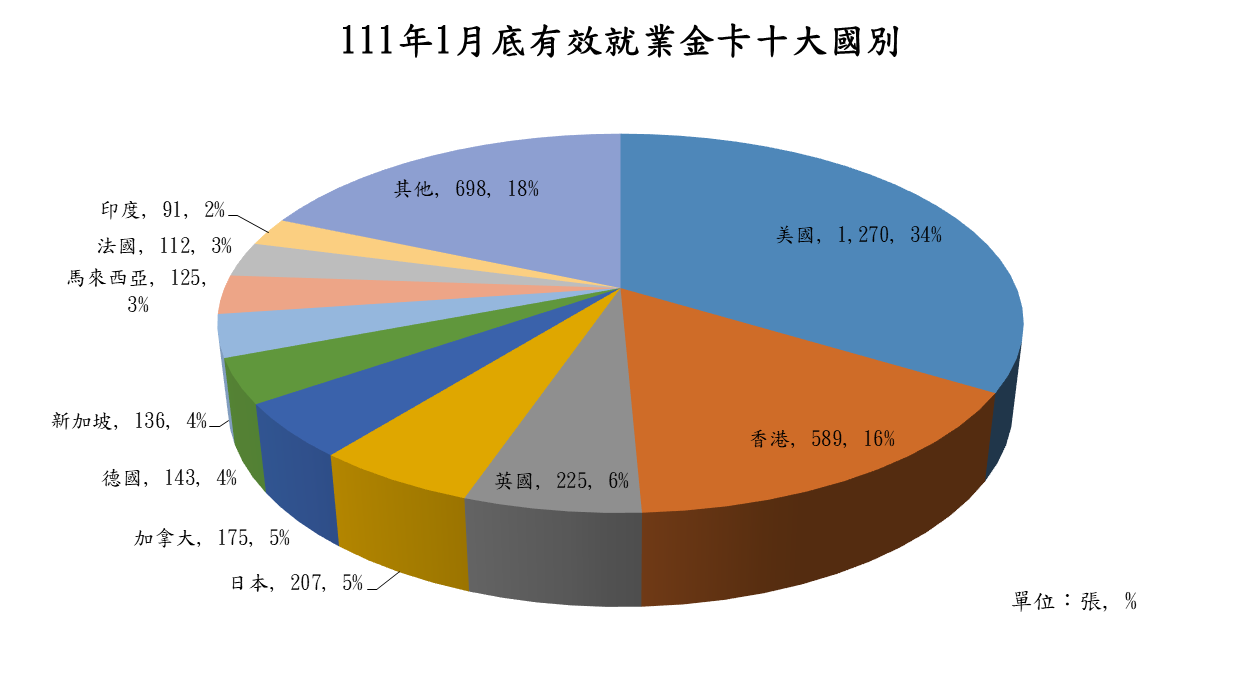 111年1月底有效就業金卡十大國別
其他, 698, 18%
美國, 1,270, 34%
印度, 91, 2%
法國, 112, 3%
馬來西亞, 125,
3%
新加坡, 136, 4%
德國, 143, 4%
加拿大, 175, 5%
日本, 207, 5%
英國, 225, 6%
香港, 589, 16%
單位：張, %